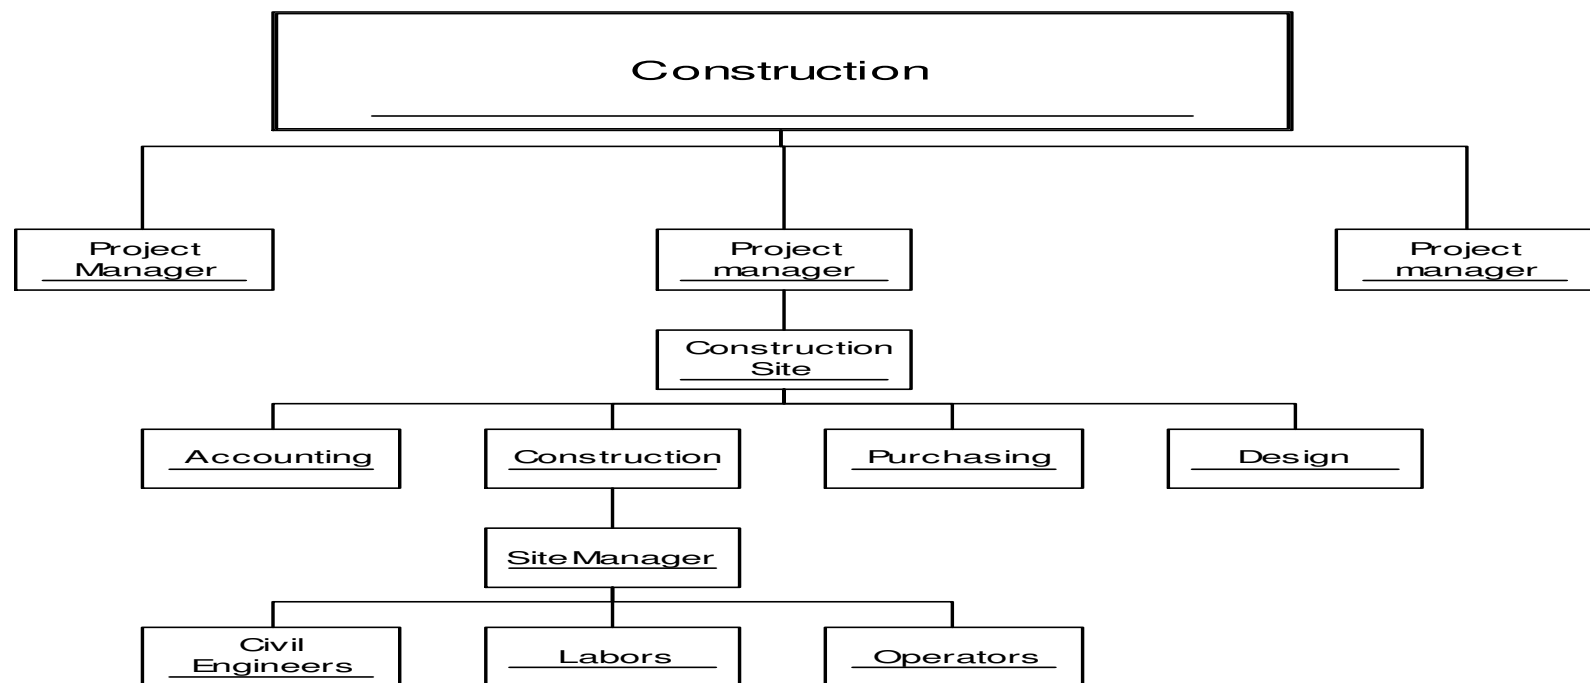 Construction
Project
Manager
Project
manager
Project
manager
Construction
Site
Accounting
Construction
Purchasing
Design
Site Manager
Civil
Engineers
Labors
Operators